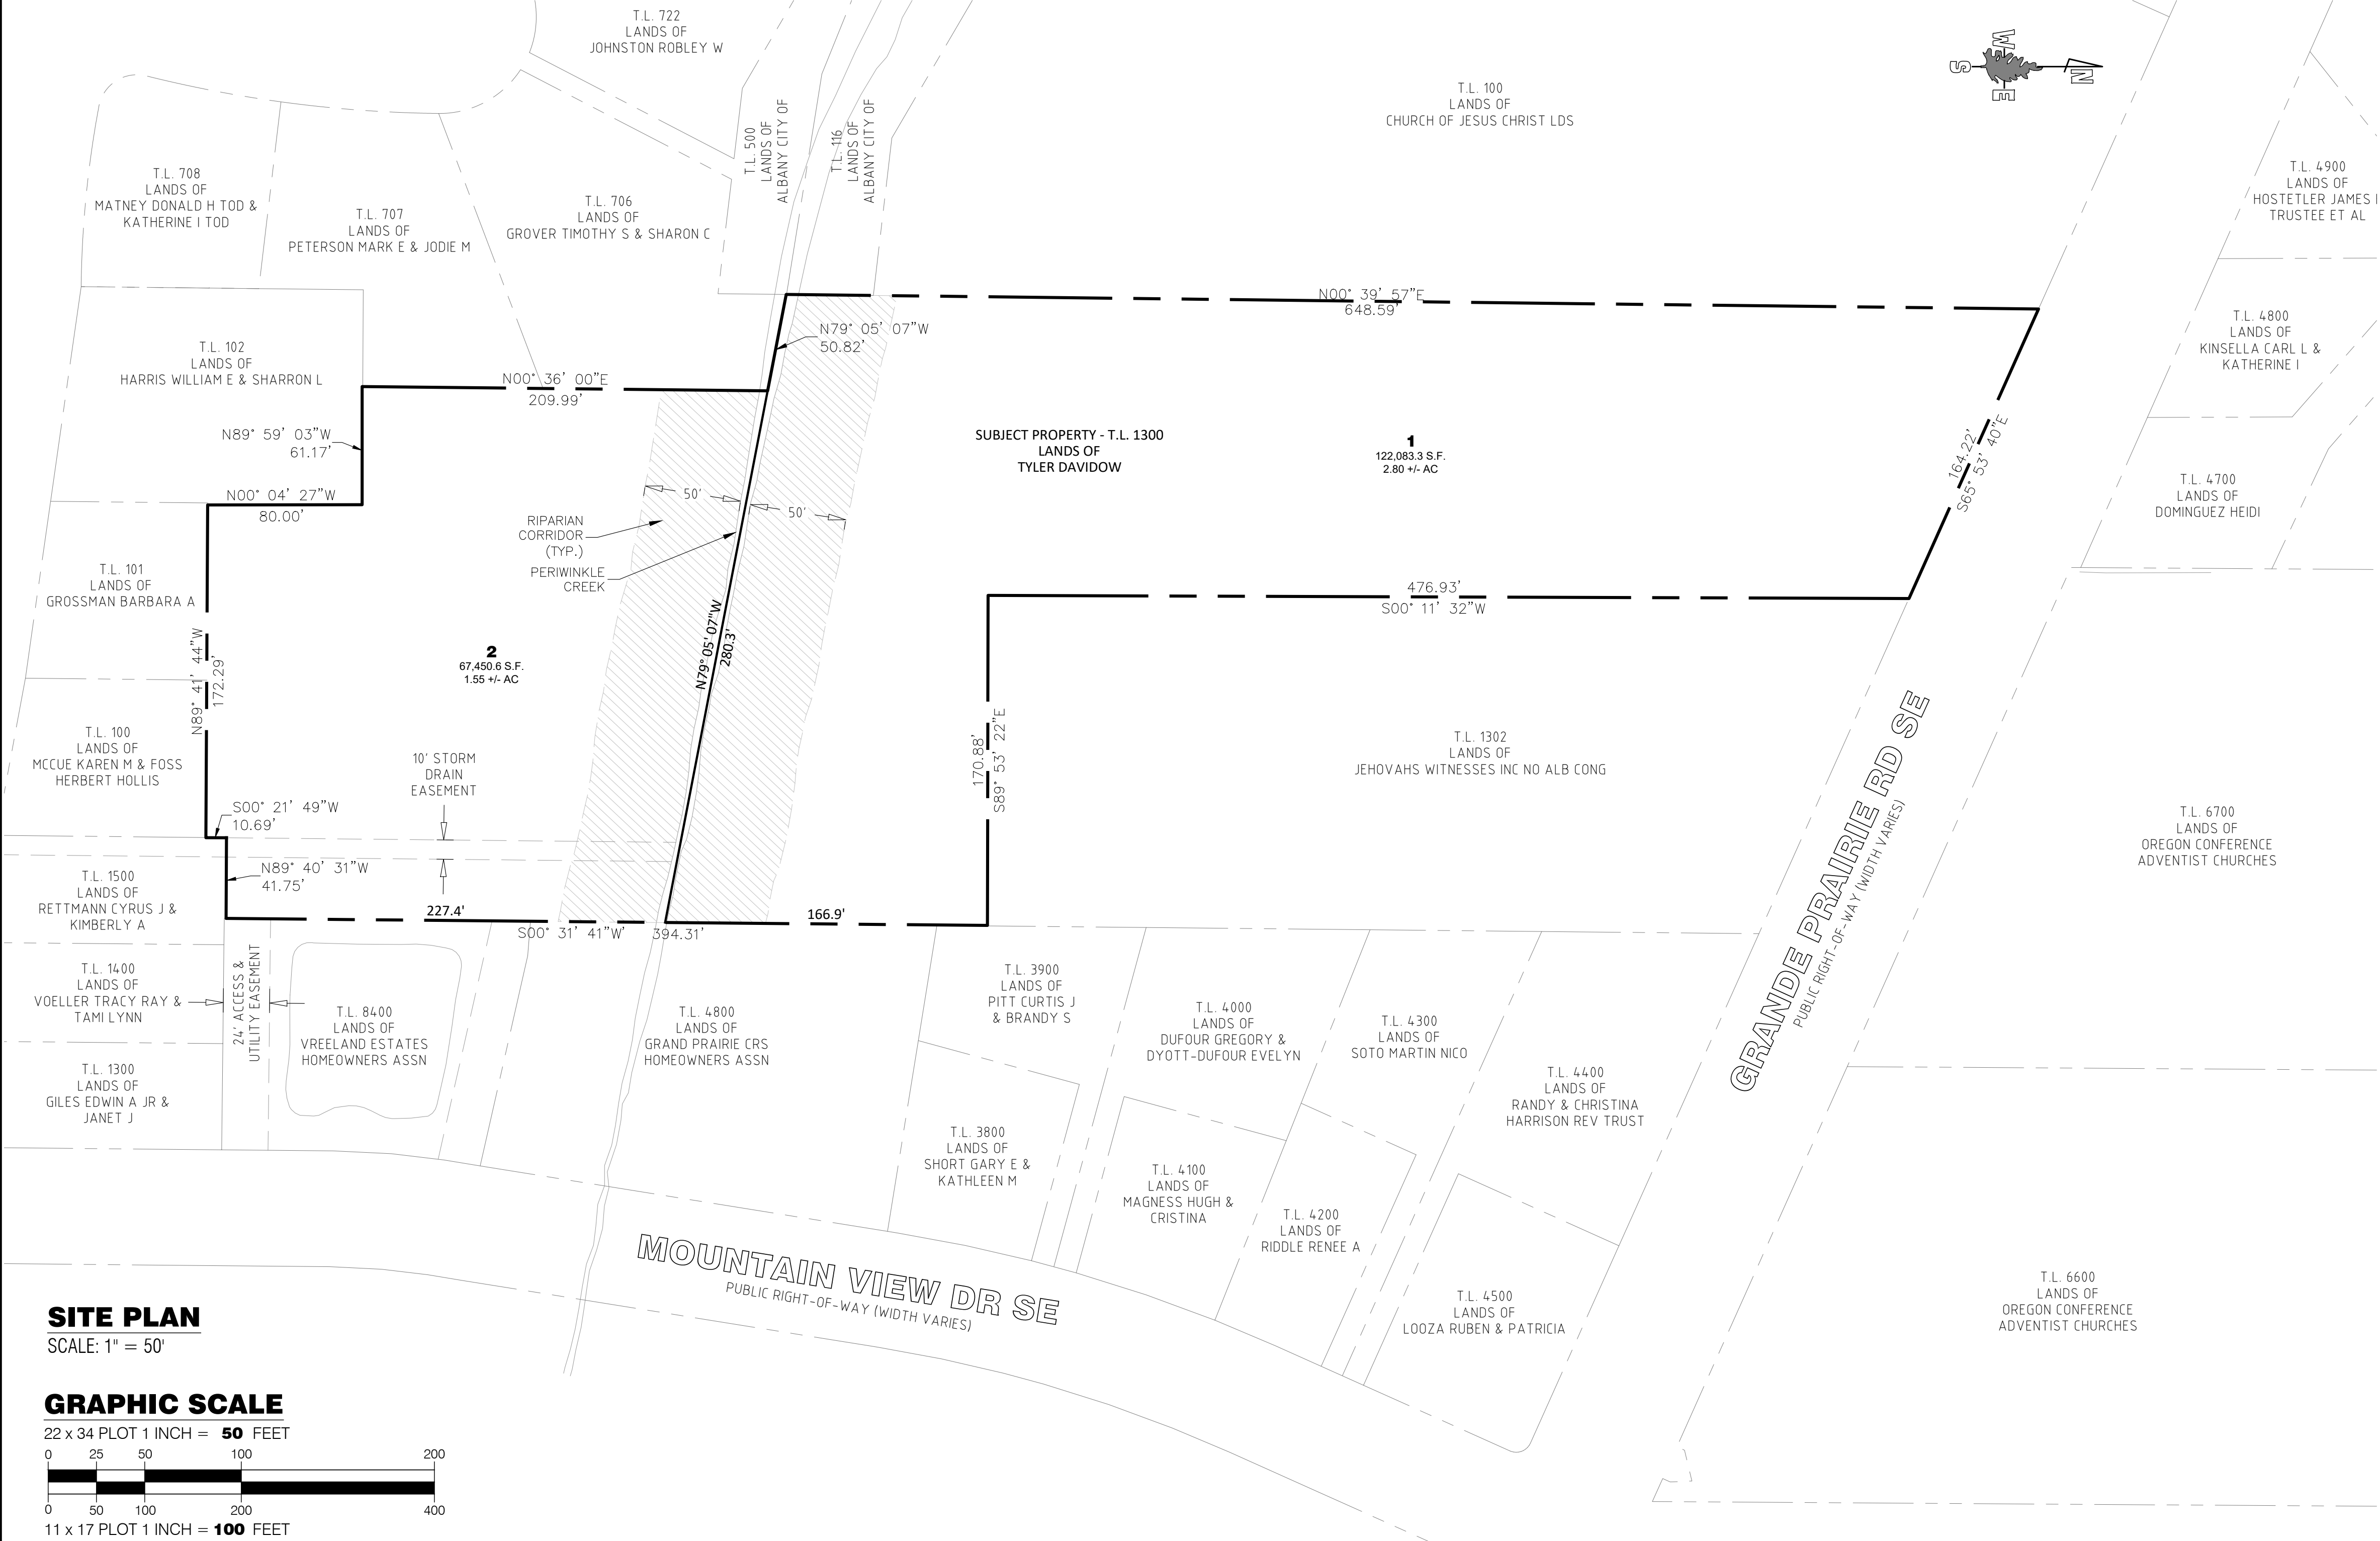 T.L. 722
LANDS OF
JOHNSTON ROBLEY W
T.L. 500
LANDS OF
ALBANY CITY OF
T.L. 116
LANDS OF
ALBANY CITY OF
T.L. 100
LANDS OF
CHURCH OF JESUS CHRIST LDS
W
S
N
E
T.L. 4900
LANDS OF
HOSTETLER JAMES I
TRUSTEE ET AL
T.L. 708
LANDS OF
MATNEY DONALD H TOD &
KATHERINE I TOD
T.L. 707
LANDS OF
PETERSON MARK E & JODIE M
T.L. 706
LANDS OF
GROVER TIMOTHY S & SHARON C
N00° 39' 57"E
648.59'
N79° 05' 07"W
50.82'
T.L. 4800
LANDS OF
KINSELLA CARL L &
KATHERINE I
T.L. 102
LANDS OF
HARRIS WILLIAM E & SHARRON L
N00° 36' 00"E
209.99'
N89° 59' 03"W
61.17'
SUBJECT PROPERTY - T.L. 1300
LANDS OF
TYLER DAVIDOW
1
122,083.3 S.F.
2.80 +/- AC
164.22'
S65° 53' 40"E
T.L. 4700
LANDS OF
DOMINGUEZ HEIDI
N00° 04' 27"W
80.00'
50'
50'
RIPARIAN
CORRIDOR
(TYP.)
PERIWINKLE
CREEK
T.L. 101
LANDS OF
GROSSMAN BARBARA A
476.93'
S00° 11' 32"W
N89° 41' 44"W
172.29'
2
67,450.6 S.F.
1.55 +/- AC
N79° 05' 07"W
280.3'
170.88'
S89° 53' 22"E
T.L. 100
LANDS OF
MCCUE KAREN M & FOSS
HERBERT HOLLIS
10' STORM
DRAIN
EASEMENT
T.L. 1302
LANDS OF
JEHOVAHS WITNESSES INC NO ALB CONG
GRANDE PRAIRIE RD SE
PUBLIC RIGHT-OF-WAY (WIDTH VARIES)
T.L. 6700
LANDS OF
OREGON CONFERENCE
ADVENTIST CHURCHES
S00° 21' 49"W
10.69'
N89° 40' 31"W
41.75'
T.L. 1500
LANDS OF
RETTMANN CYRUS J &
KIMBERLY A
227.4'
166.9'
S00° 31' 41"W
394.31'
T.L. 1400
LANDS OF
VOELLER TRACY RAY &
TAMI LYNN
24' ACCESS &
UTILITY EASEMENT
T.L. 8400
LANDS OF
VREELAND ESTATES
HOMEOWNERS ASSN
T.L. 4800
LANDS OF
GRAND PRAIRIE CRS
HOMEOWNERS ASSN
T.L. 3900
LANDS OF
PITT CURTIS J
& BRANDY S
T.L. 4000
LANDS OF
DUFOUR GREGORY &
DYOTT-DUFOUR EVELYN
T.L. 4300
LANDS OF
SOTO MARTIN NICO
T.L. 4400
LANDS OF
RANDY & CHRISTINA
HARRISON REV TRUST
T.L. 1300
LANDS OF
GILES EDWIN A JR &
JANET J
T.L. 3800
LANDS OF
SHORT GARY E &
KATHLEEN M
T.L. 4100
LANDS OF
MAGNESS HUGH &
CRISTINA
T.L. 4200
LANDS OF
RIDDLE RENEE A
T.L. 4500
LANDS OF
LOOZA RUBEN & PATRICIA
T.L. 6600
LANDS OF
OREGON CONFERENCE
ADVENTIST CHURCHES
MOUNTAIN VIEW DR SE
PUBLIC RIGHT-OF-WAY (WIDTH VARIES)
SITE PLAN
SCALE: 1" = 50'
GRAPHIC SCALE
22 x 34 PLOT 1 INCH = 50 FEET
0 25 50 100 200
0 50 100 200 400
11 x 17 PLOT 1 INCH = 100 FEET